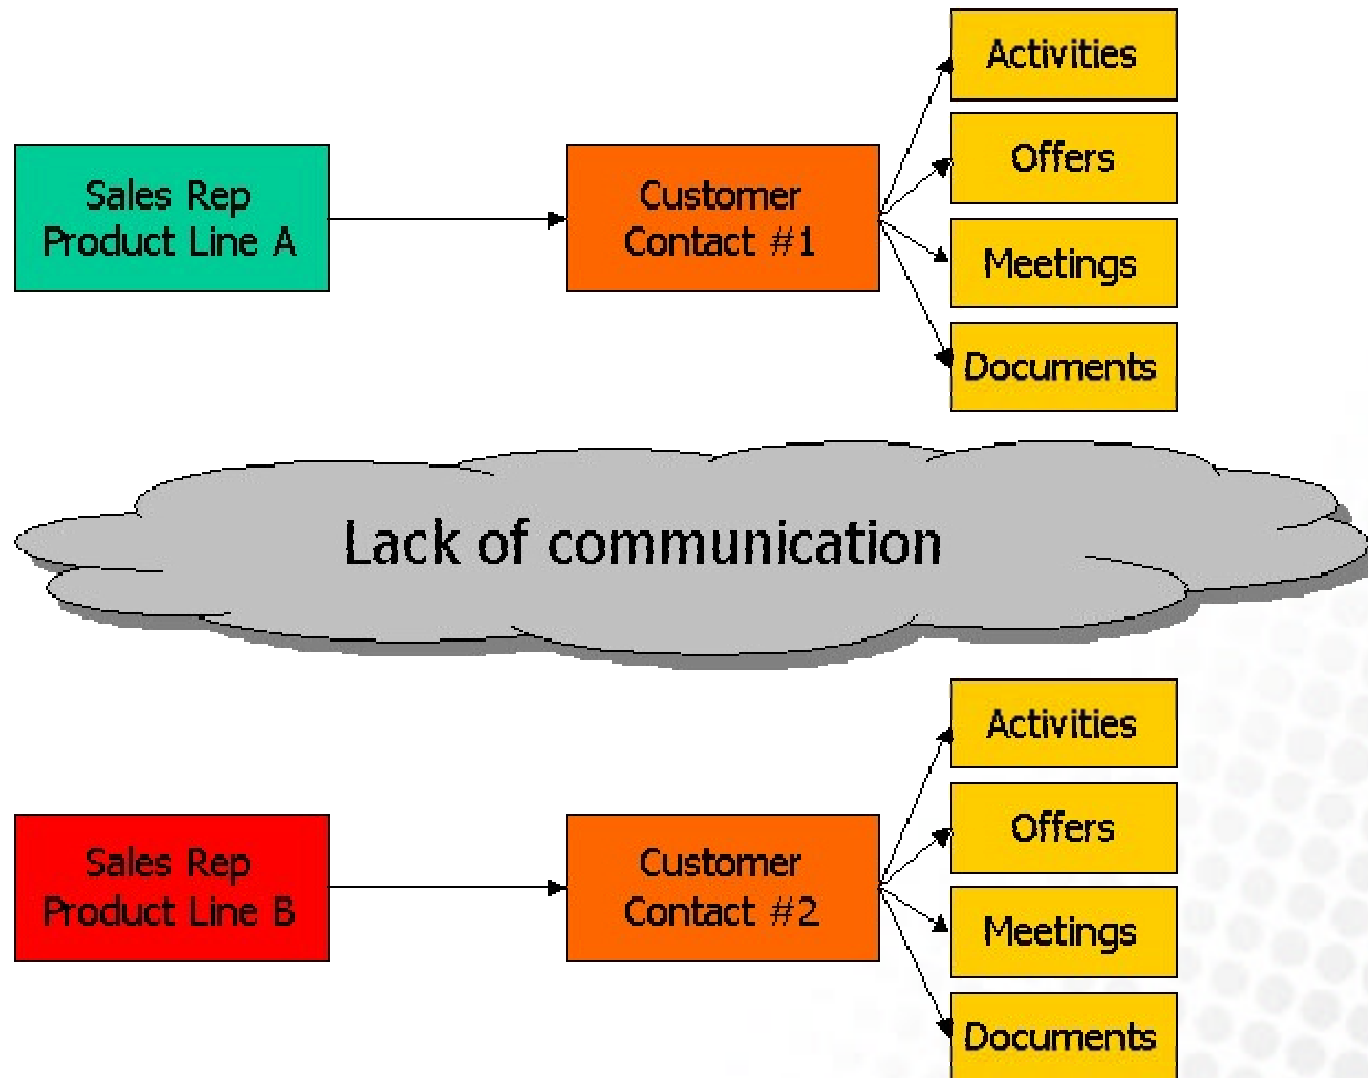 Activities
Offers
Sales Rep
Product Line A
Customer
Contact #1
Meetings
Documents
Lack of communication
Activities
Offers
Sales Rep
Product Line B
Customer
Contact #2
Meetings
Documents